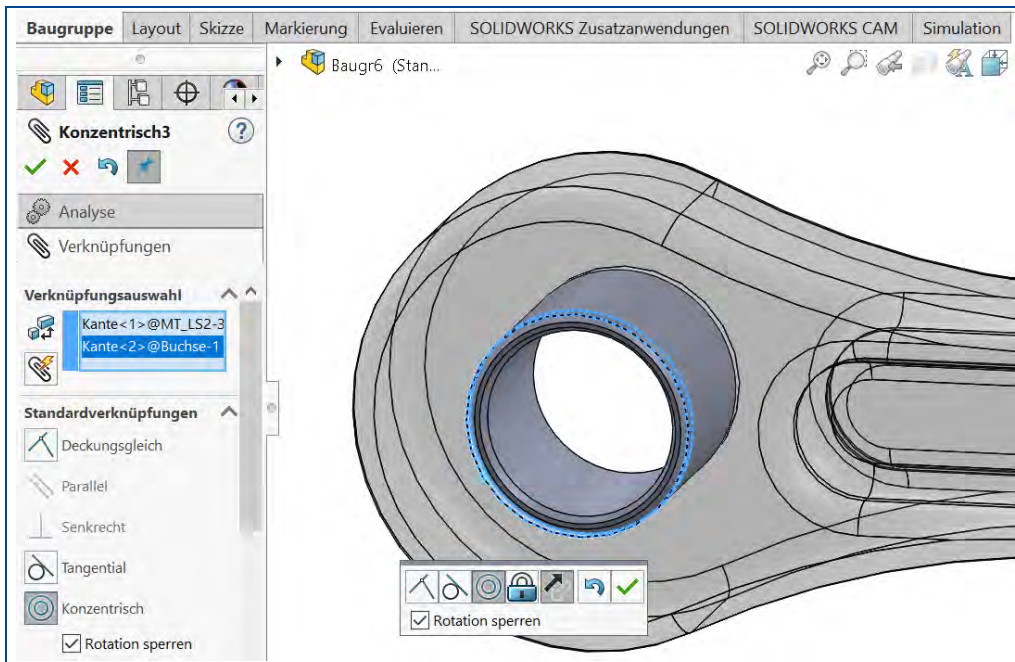 Baugruppe Layout Skizze Markierung Evaluieren SOLIDWORKS Zusatzanwendungen SOLIDWORKS CAM Simulation
Baugr6 (Stan...
Konzentrisch3
?
Analyse
Verknüpfungen
Verknüpfungsauswahl
Kante<1>@MT_LS2-3
Kante<2>@Buchse-1
Standardverknüpfungen
Deckungsgleich
Parallel
Senkrecht
Tangential
Konzentrisch
Rotation sperren
Rotation sperren